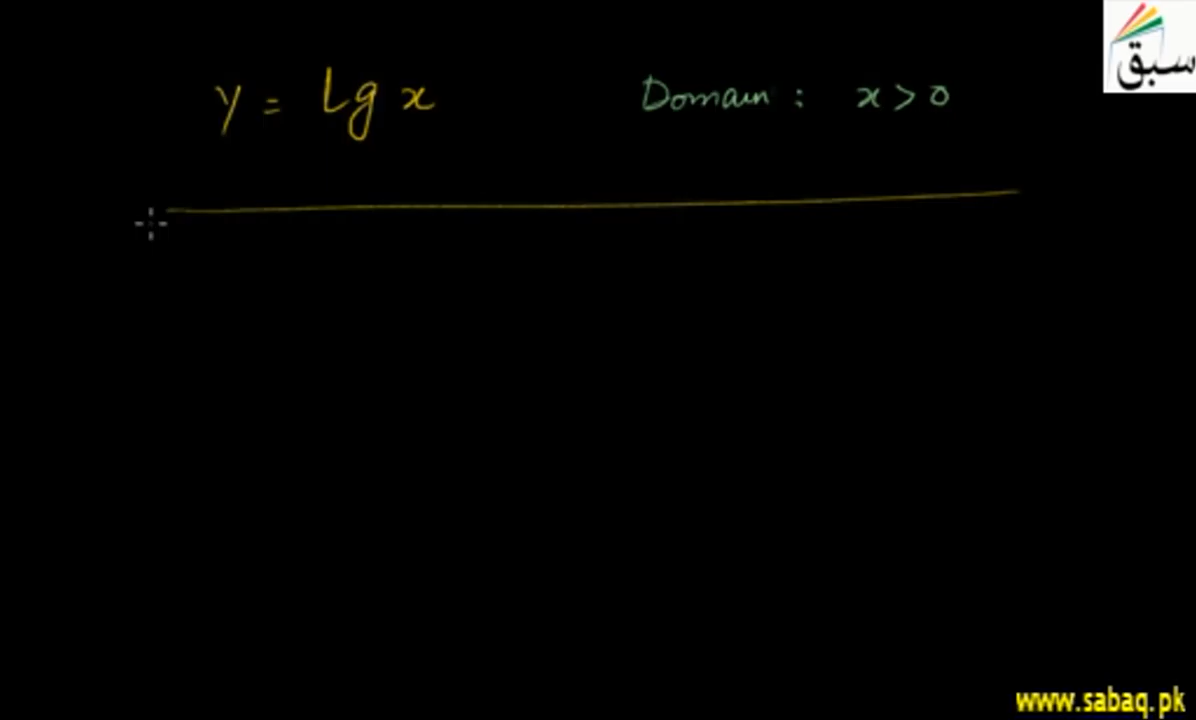 y = Lg x Domain : x > 0
سبق
www.sabaq.pk